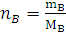 n_B = m_B / M_B